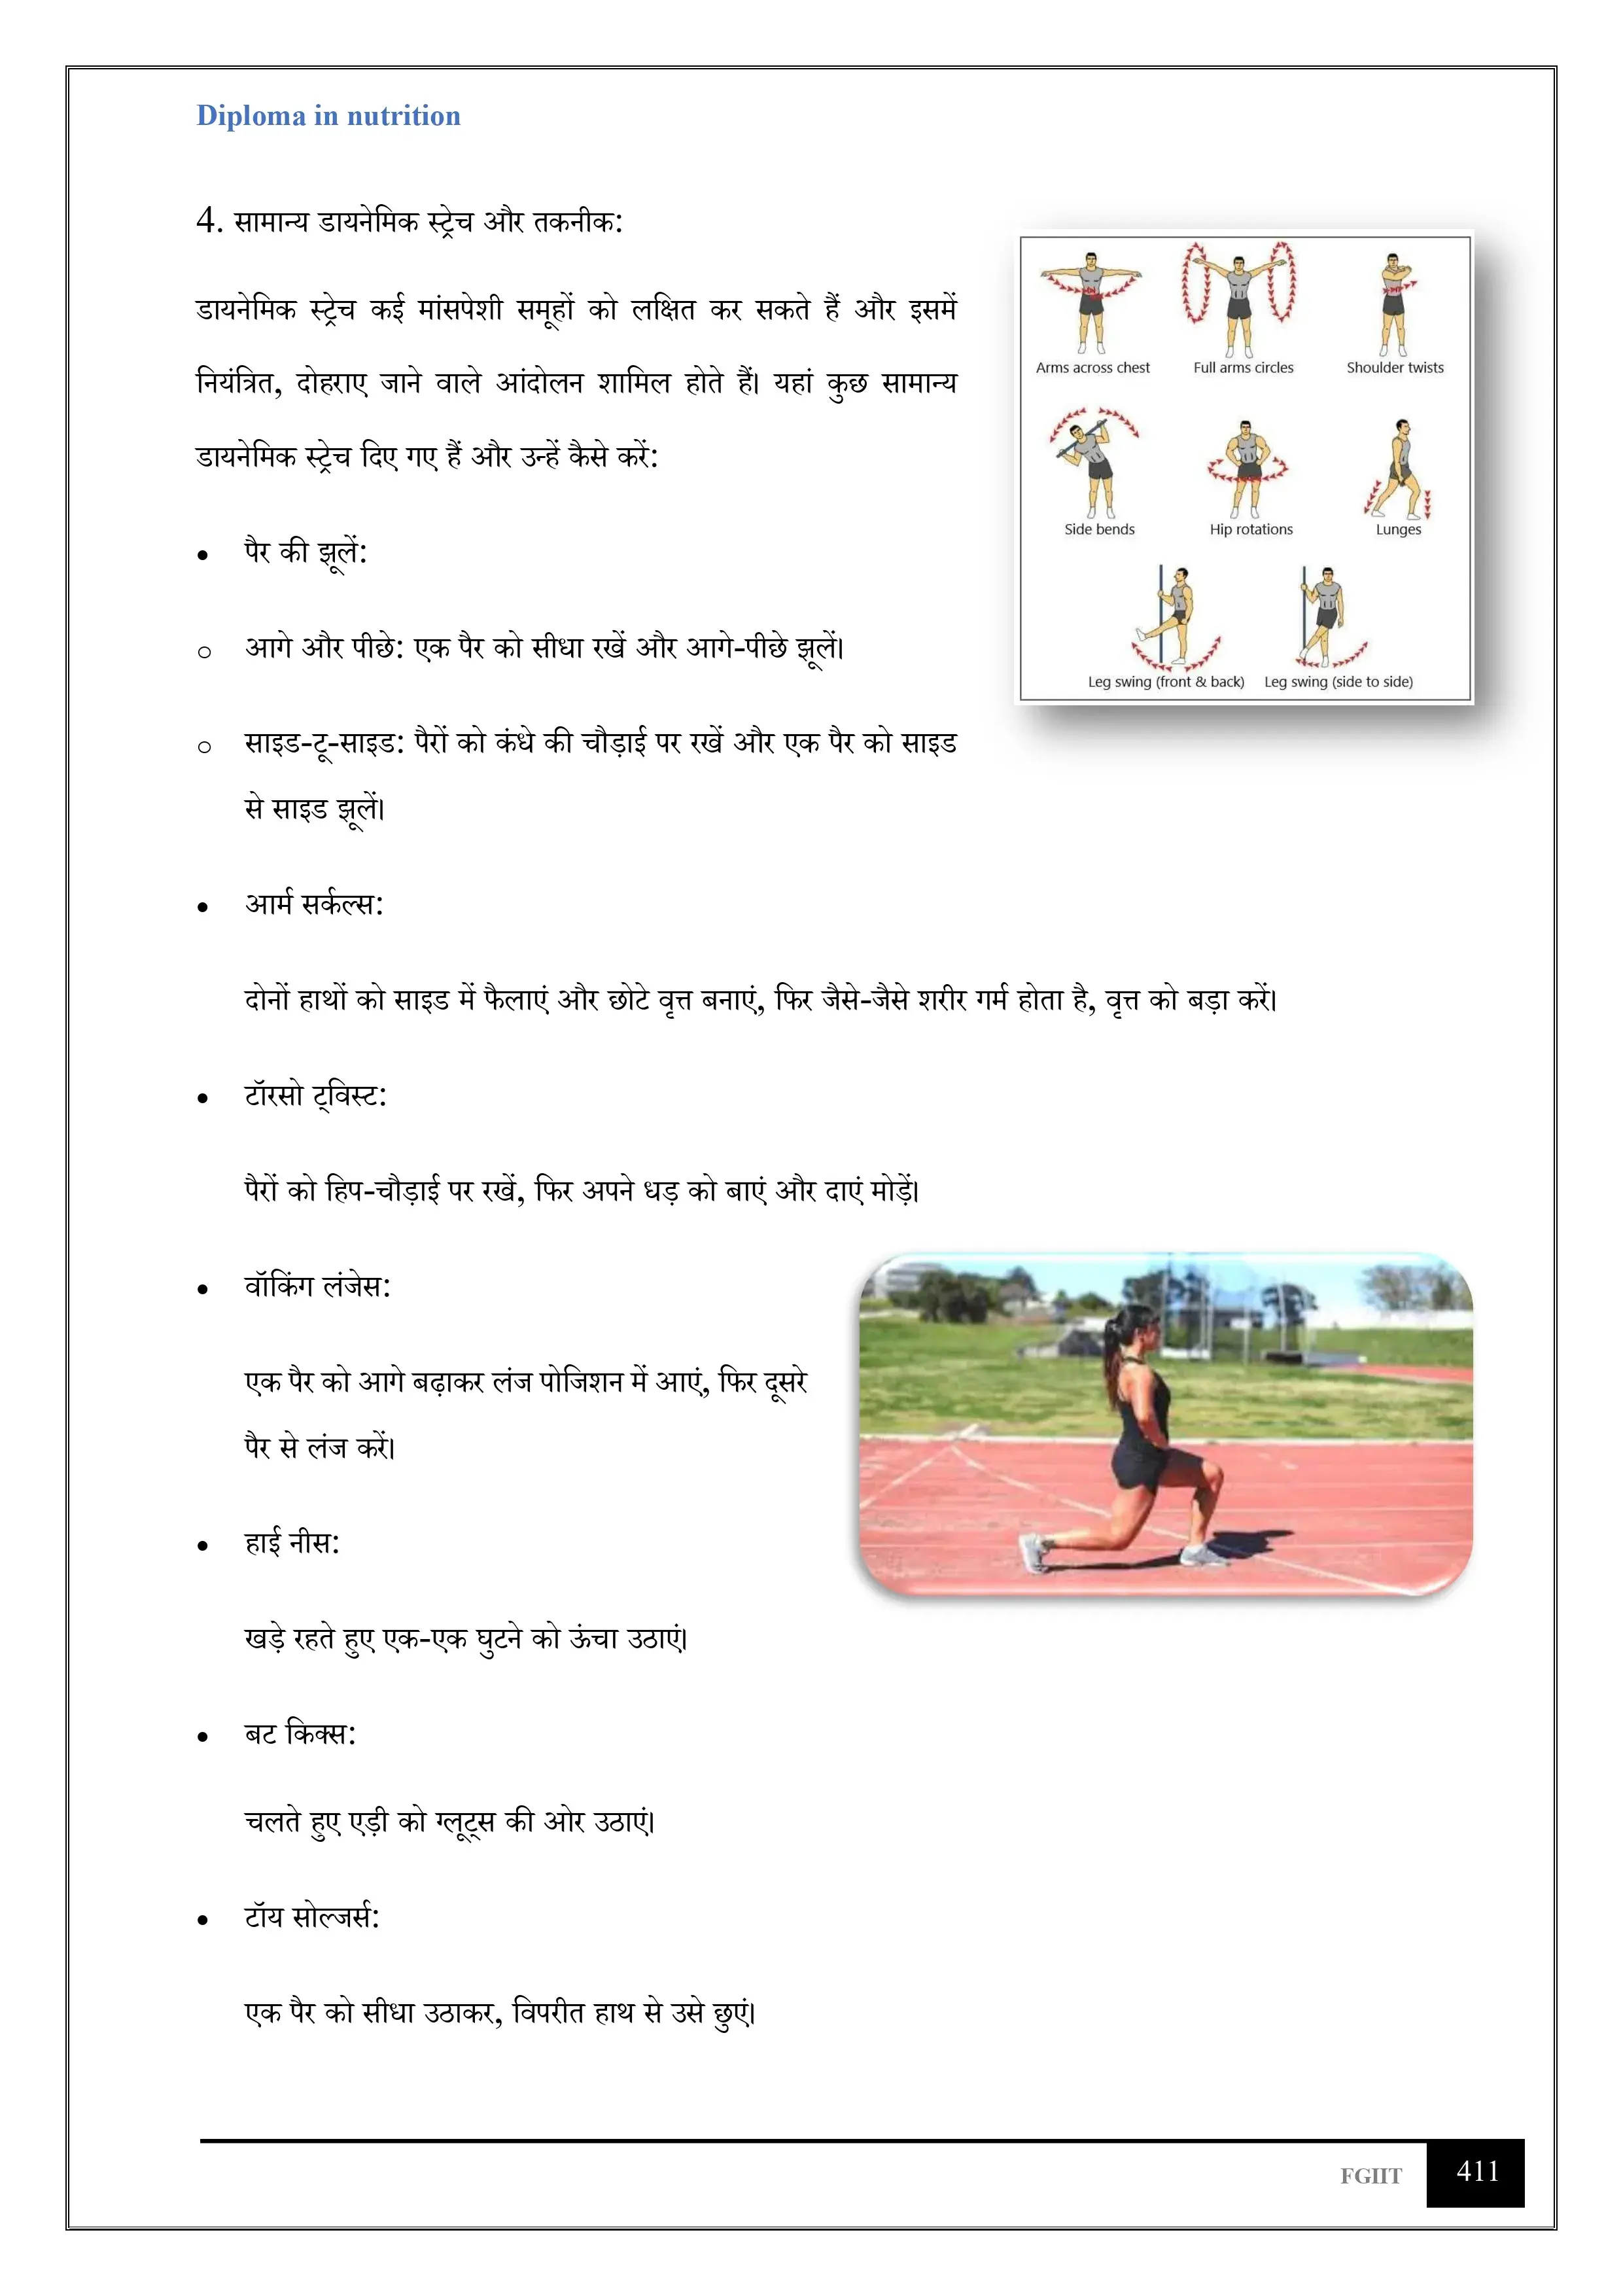 Diploma in nutrition
4. सामान्य डायनेमिक स्ट्रेच और तकनीक:
डायनेमिक स्ट्रेच कई मांसपेशी समूहों को लक्षित कर सकते हैं और इसमें
नियंत्रित, दोहराए जाने वाले आंदोलन शामिल होते हैं। यहां कुछ सामान्य
डायनेमिक स्ट्रेच दिए गए हैं और उन्हें कैसे करें:
Arms across chest Full arms circles Shoulder twists
Side bends Hip rotations Lunges
Leg swing (front & back) Leg swing (side to side)
• पैर की झूलें:
o आगे और पीछे: एक पैर को सीधा रखें और आगे-पीछे झूलें।
o साइड-टू-साइड: पैरों को कंधे की चौड़ाई पर रखें और एक पैर को साइड
से साइड झूलें।
• आर्म सर्कल्स:
दोनों हाथों को साइड में फैलाएं और छोटे वृत्त बनाएं, फिर जैसे-जैसे शरीर गर्म होता है, वृत्त को बड़ा करें।
• टॉरसो ट्विस्ट:
पैरों को हिप-चौड़ाई पर रखें, फिर अपने धड़ को बाएं और दाएं मोड़ें।
• वॉकिंग लंजेस:
एक पैर को आगे बढ़ाकर लंज पोजिशन में आएं, फिर दूसरे
पैर से लंज करें।
• हाई नीस:
खड़े रहते हुए एक-एक घुटने को ऊंचा उठाएं।
• बट किक्स:
चलते हुए एड़ी को ग्लूट्स की ओर उठाएं।
• टॉय सोल्जर्स:
एक पैर को सीधा उठाकर, विपरीत हाथ से उसे छुएं।
FGIIT 411